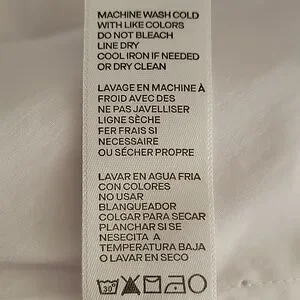 MACHINE WASH COLD
WITH LIKE COLORS
DO NOT BLEACH
LINE DRY
COOL IRON IF NEEDED
OR DRY CLEAN
LAVAGE EN MACHINE À
FROID AVEC DES
NE PAS JAVELLISER
LIGNE SÈCHE
FER FRAIS SI
NECESSAIRE
OU SÉCHER PROPRE
LAVAR EN AGUA FRIA
CON COLORES
NO USAR
BLANQUEADOR
COLGAR PARA SECAR
PLANCHAR SI SE
NESECITA A
TEMPERATURA BAJA
O LAVAR EN SECO
30°